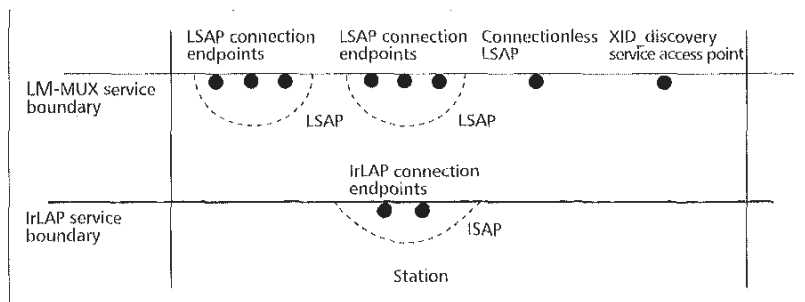 LSAP connection endpoints
LSAP connection endpoints
Connectionless LSAP
XID_discovery service access point
LM-MUX service boundary
LSAP
LSAP
IrLAP connection endpoints
IrLAP service boundary
ISAP
Station